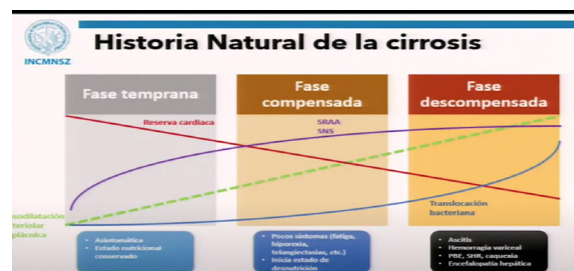 INCMNSZ
Historia Natural de la cirrosis
Fase temprana
Fase
compensada
Fase
descompensada
Reserva cardiaca
SRAA
SNS
Translocación
bacteriana
sodilatación
teriolar
plácnica
• Asintomática
• Estado nutricional
conservado
• Pocos síntomas (fatiga,
hiporexia,
telangiectasias, etc.)
• Inicia estado de
desnutrición
• Ascitis
• Hemorragia variceal
• PBE, SHR, caquexia
• Encefalopatía hepática